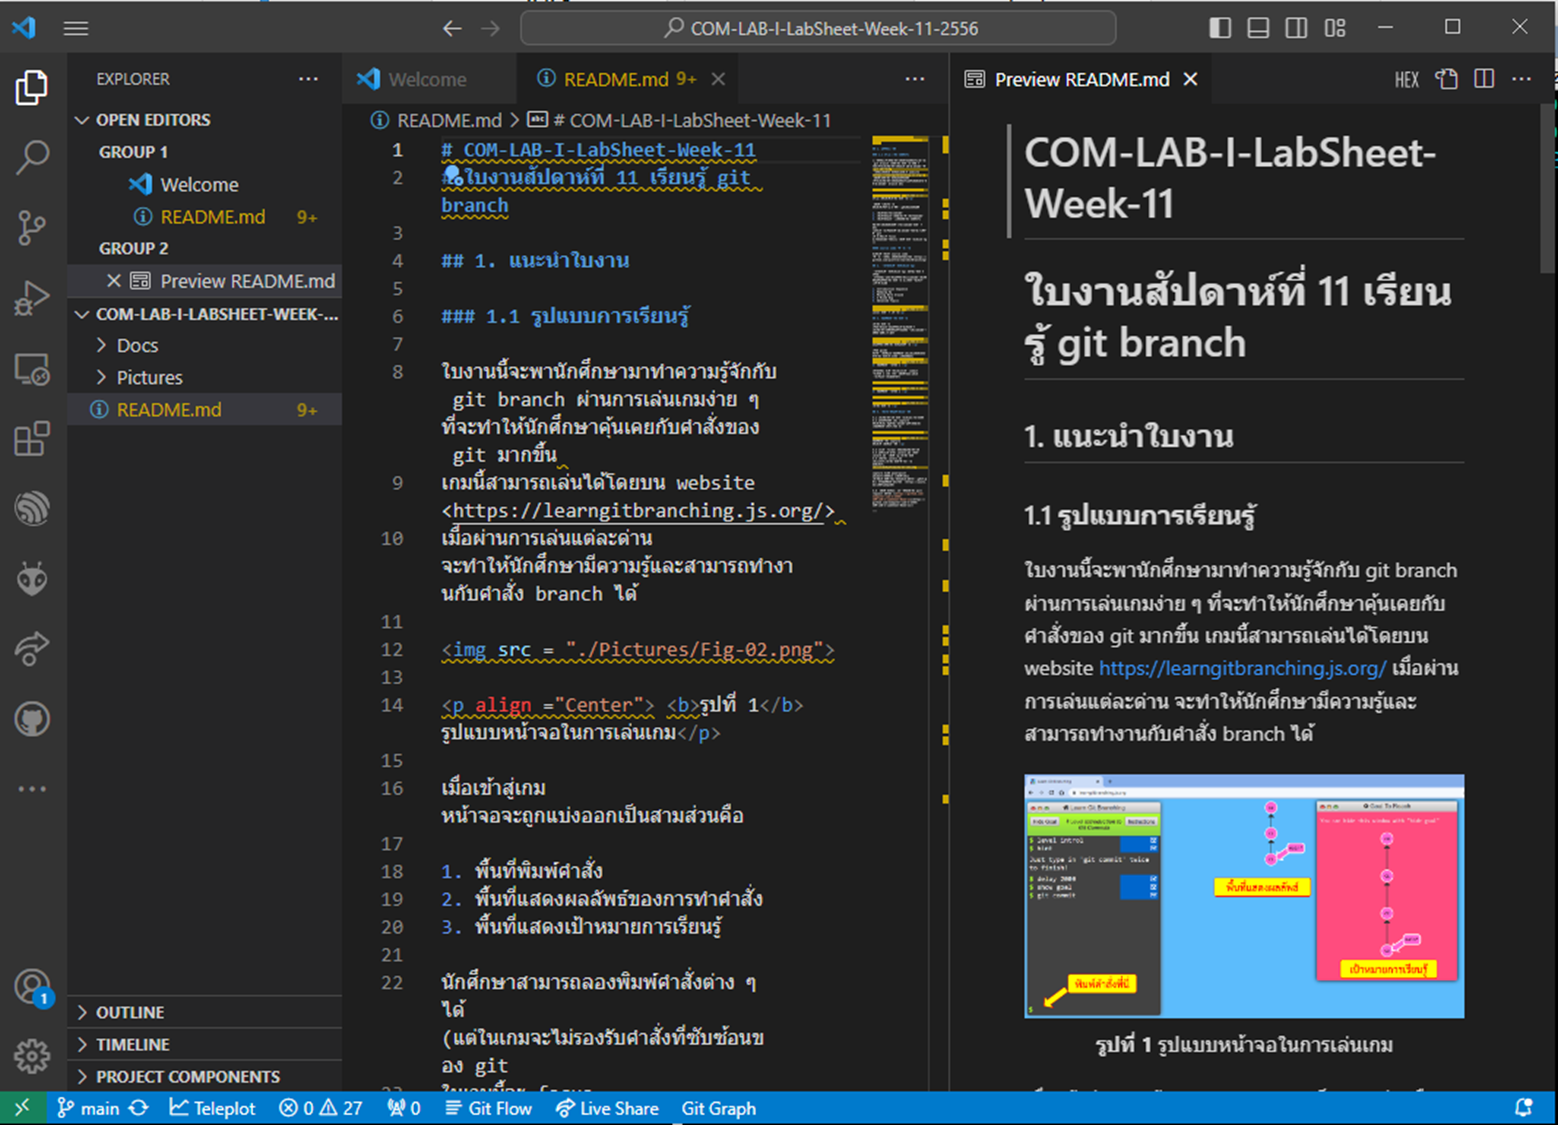 COM-LAB-I-LabSheet-Week-11-2556
EXPLORER
OPEN EDITORS
GROUP 1
Welcome
README.md 9+
GROUP 2
Preview README.md
COM-LAB-I-LABSHEET-WEEK-...
Docs
Pictures
README.md 9+
OUTLINE
TIMELINE
PROJECT COMPONENTS
1
Welcome
README.md 9+
README.md > # COM-LAB-I-LabSheet-Week-11
1 # COM-LAB-I-LabSheet-Week-11
2 # ใบงานสัปดาห์ที่ 11 เรียนรู้ git
branch
3
4 ## 1. แนะนำใบงาน
5
6 ### 1.1 รูปแบบการเรียนรู้
7
8 ใบงานนี้จะพานักศึกษามาทำความรู้จักกับ
git branch ผ่านการเล่นเกมง่าย ๆ
ที่จะทำให้นักศึกษาคุ้นเคยกับคำสั่งของ
git มากขึ้น
9 เกมนี้สามารถเล่นได้โดยบน website
<https://learngitbranching.js.org/>
10 เมื่อผ่านการเล่นแต่ละด่าน
จะทำให้นักศึกษามีความรู้และสามารถทำงา
นกับคำสั่ง branch ได้
11
12 <img src = "./Pictures/Fig-02.png">
13
14 <p align ="Center"> <b>รูปที่ 1</b>
รูปแบบหน้าจอในการเล่นเกม</p>
15
16 เมื่อเข้าสู่เกม
หน้าจอจะถูกแบ่งออกเป็นสามส่วนคือ
17
18 1. พื้นที่พิมพ์คำสั่ง
19 2. พื้นที่แสดงผลลัพธ์ของการทำคำสั่ง
20 3. พื้นที่แสดงเป้าหมายการเรียนรู้
21
22 นักศึกษาสามารถลองพิมพ์คำสั่งต่าง ๆ
ได้
(แต่ในเกมจะไม่รองรับคำสั่งที่ซับซ้อนข
อง git
Preview README.md
HEX
COM-LAB-I-LabSheet-
Week-11
ใบงานสัปดาห์ที่ 11 เรียน
รู้ git branch
1. แนะนำใบงาน
1.1 รูปแบบการเรียนรู้
ใบงานนี้จะพานักศึกษามาทำความรู้จักกับ git branch
ผ่านการเล่นเกมง่าย ๆ ที่จะทำให้นักศึกษาคุ้นเคยกับ
คำสั่งของ git มากขึ้น เกมนี้สามารถเล่นได้โดยบน
website https://learngitbranching.js.org/ เมื่อผ่าน
การเล่นแต่ละด่าน จะทำให้นักศึกษามีความรู้และ
สามารถทำงานกับคำสั่ง branch ได้
Learn Git Branching
Instructions
$ level intro1
$ hint
Just type in 'git commit' twice
to finish!
$ delay 2000
$ show goal
$ git commit
พิมพ์คำสั่งที่นี่
พื้นที่แสดงผลลัพธ์
Goal To Reach
You can hide this window with "hide goal"
เป้าหมายการเรียนรู้
รูปที่ 1 รูปแบบหน้าจอในการเล่นเกม
main
Teleplot
0
27
0
Git Flow
Live Share
Git Graph